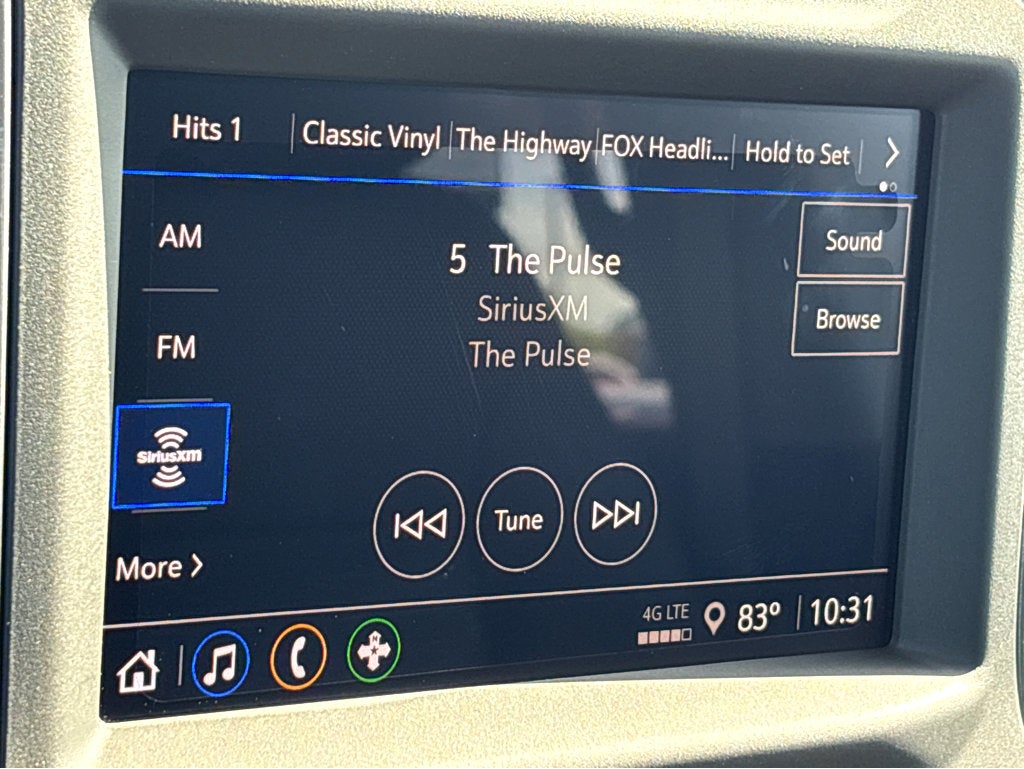 Hits 1 Classic Vinyl The Highway FOX Headli... Hold to Set
AM
5 The Pulse
Sound
SiriusXM
Browse
FM
The Pulse
SiriusXM
Tune
More
4G LTE 83° 10:31
N